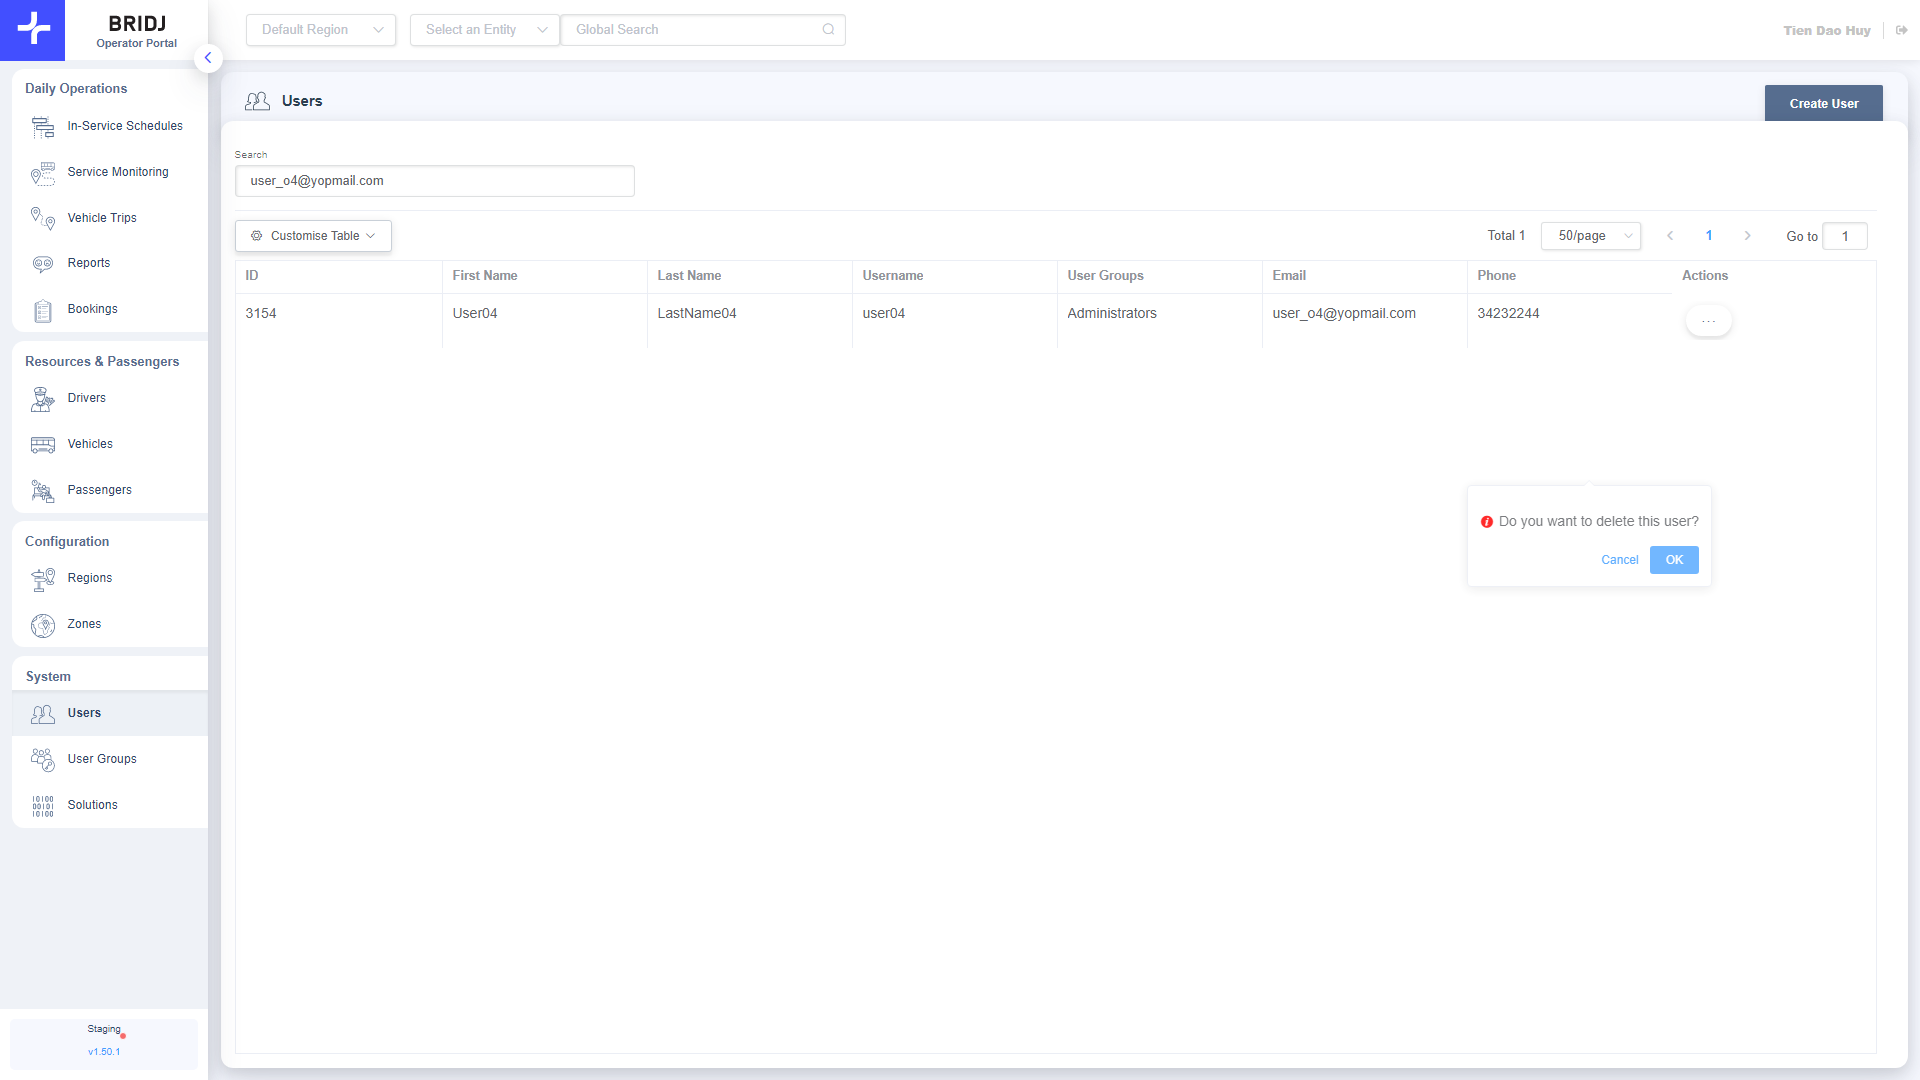 BRIDJ
Operator Portal
Default Region
Select an Entity
Global Search
Tien Dao Huy
Daily Operations
In-Service Schedules
Service Monitoring
Vehicle Trips
Reports
Bookings
Resources & Passengers
Drivers
Vehicles
Passengers
Configuration
Regions
Zones
System
Users
User Groups
Solutions
Staging
v1.50.1
Users
Create User
Search
user_o4@yopmail.com
Customise Table
Total 1
50/page
1
Go to
1
ID First Name Last Name Username User Groups Email Phone Actions
3154 User04 LastName04 user04 Administrators user_o4@yopmail.com 34232244 ...
Do you want to delete this user?
Cancel
OK